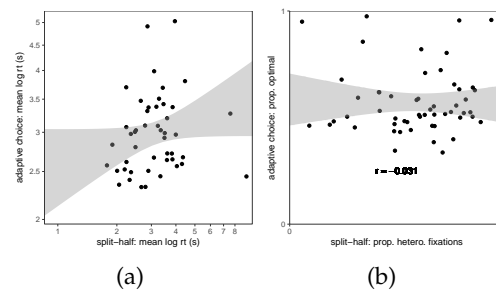 adaptive choice: mean log rt (s)
5
4.5
4
3.5
3
2.5
2
1
2
3
4
5
6
7
8
split-half: mean log rt (s)
(a)
adaptive choice: prop. optimal
1
0
r = -0.031
0
split-half: prop. hetero. fixations
(b)